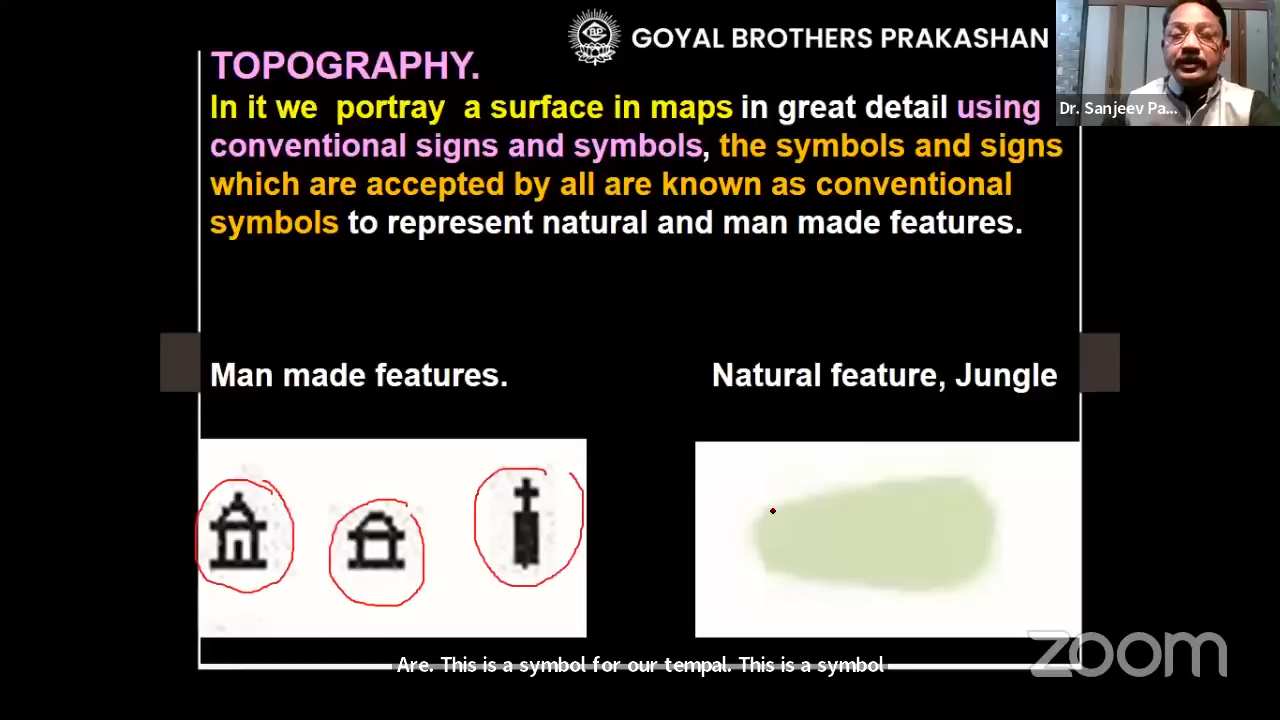 GOYAL BROTHERS PRAKASHAN
TOPOGRAPHY.
In it we portray a surface in maps in great detail using
conventional signs and symbols, the symbols and signs
which are accepted by all are known as conventional
symbols to represent natural and man made features.
Dr. Sanjeev Pa...
Man made features.
Natural feature, Jungle
Are. This is a symbol for our tempal. This is a symbol
zoom